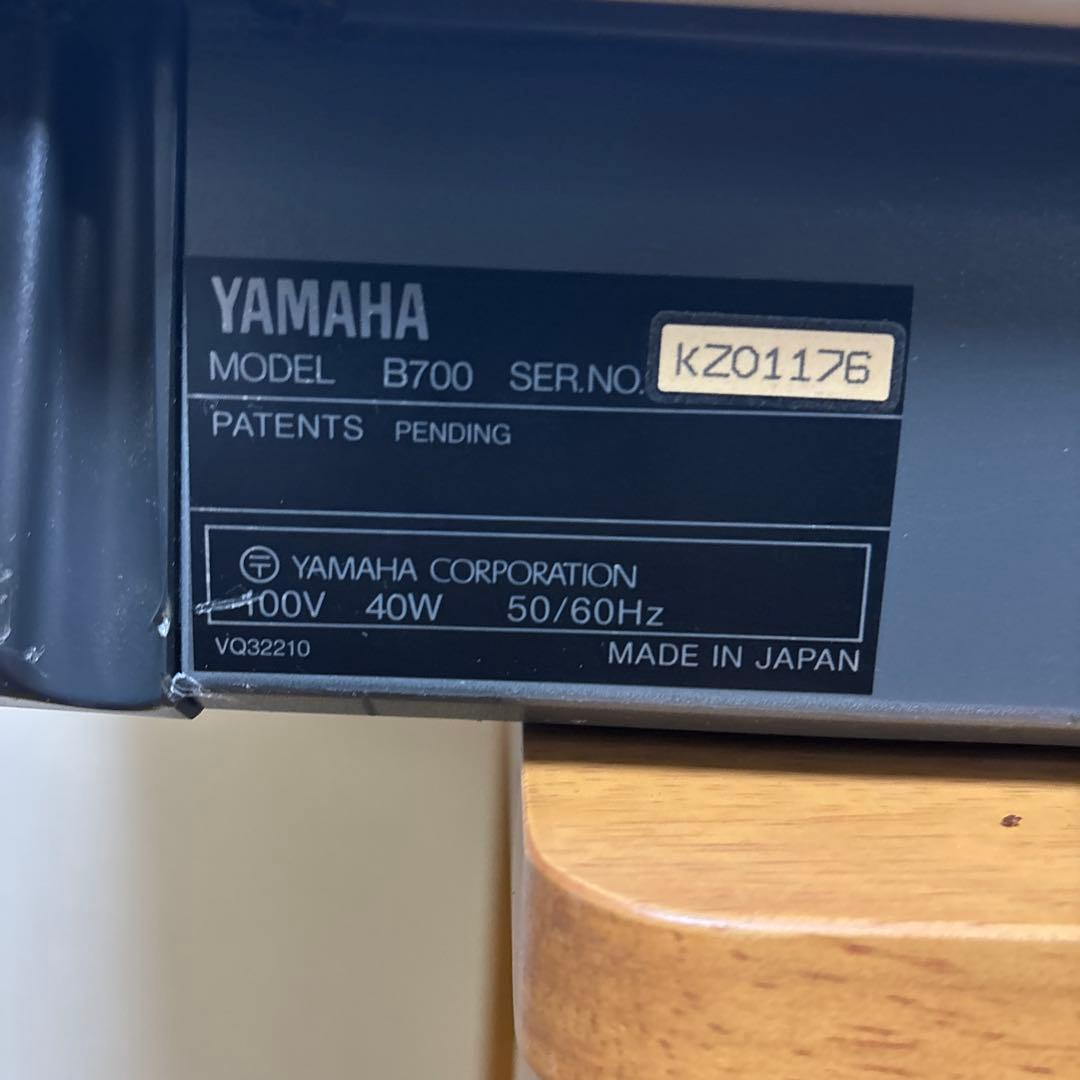 YAMAHA
MODEL B700 SER.NO. KZ01176
PATENTS PENDING
〶 YAMAHA CORPORATION
100V 40W 50/60Hz
VQ32210 MADE IN JAPAN